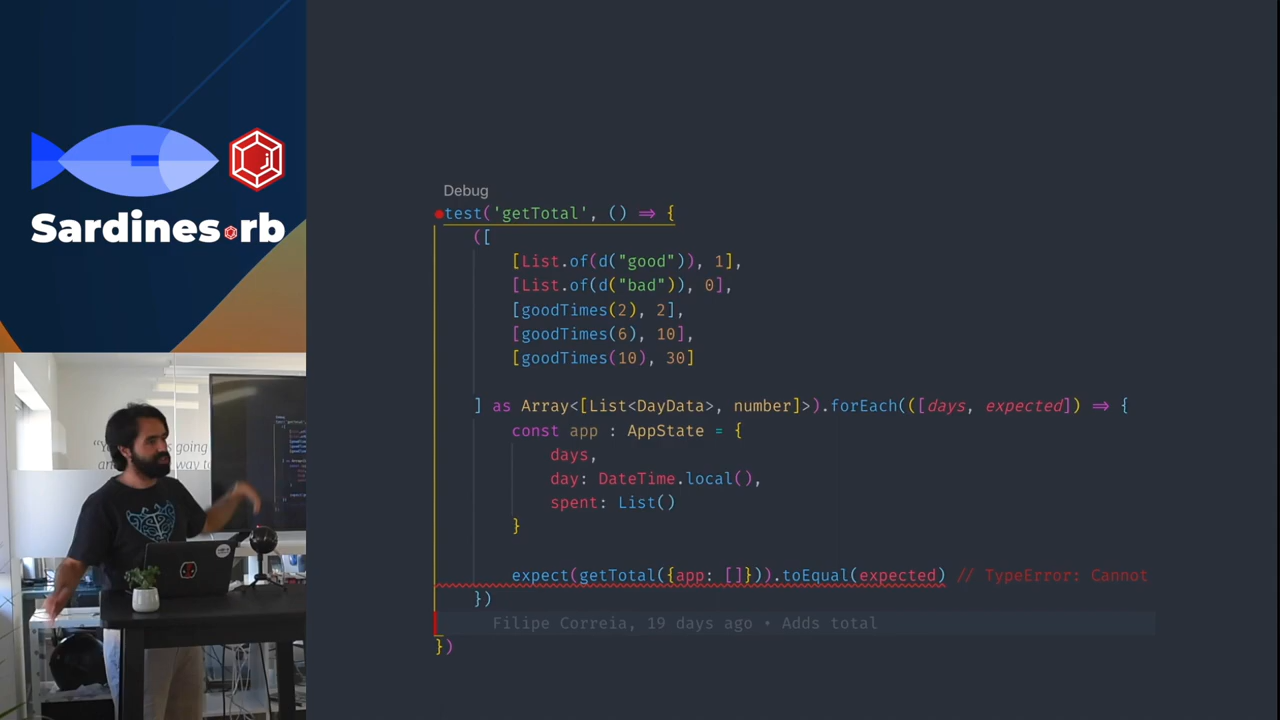 Sardines.rb
Debug
test('getTotal', () => {
([
[List.of(d("good")), 1],
[List.of(d("bad")), 0],
[goodTimes(2), 2],
[goodTimes(6), 10],
[goodTimes(10), 30]
] as Array<[List<DayData>, number]>).forEach(([days, expected]) => {
const app : AppState = {
days,
day: DateTime.local(),
spent: List()
}
expect(getTotal({app: []})).toEqual(expected) // TypeError: Cannot
})
Filipe Correia, 19 days ago • Adds total
})